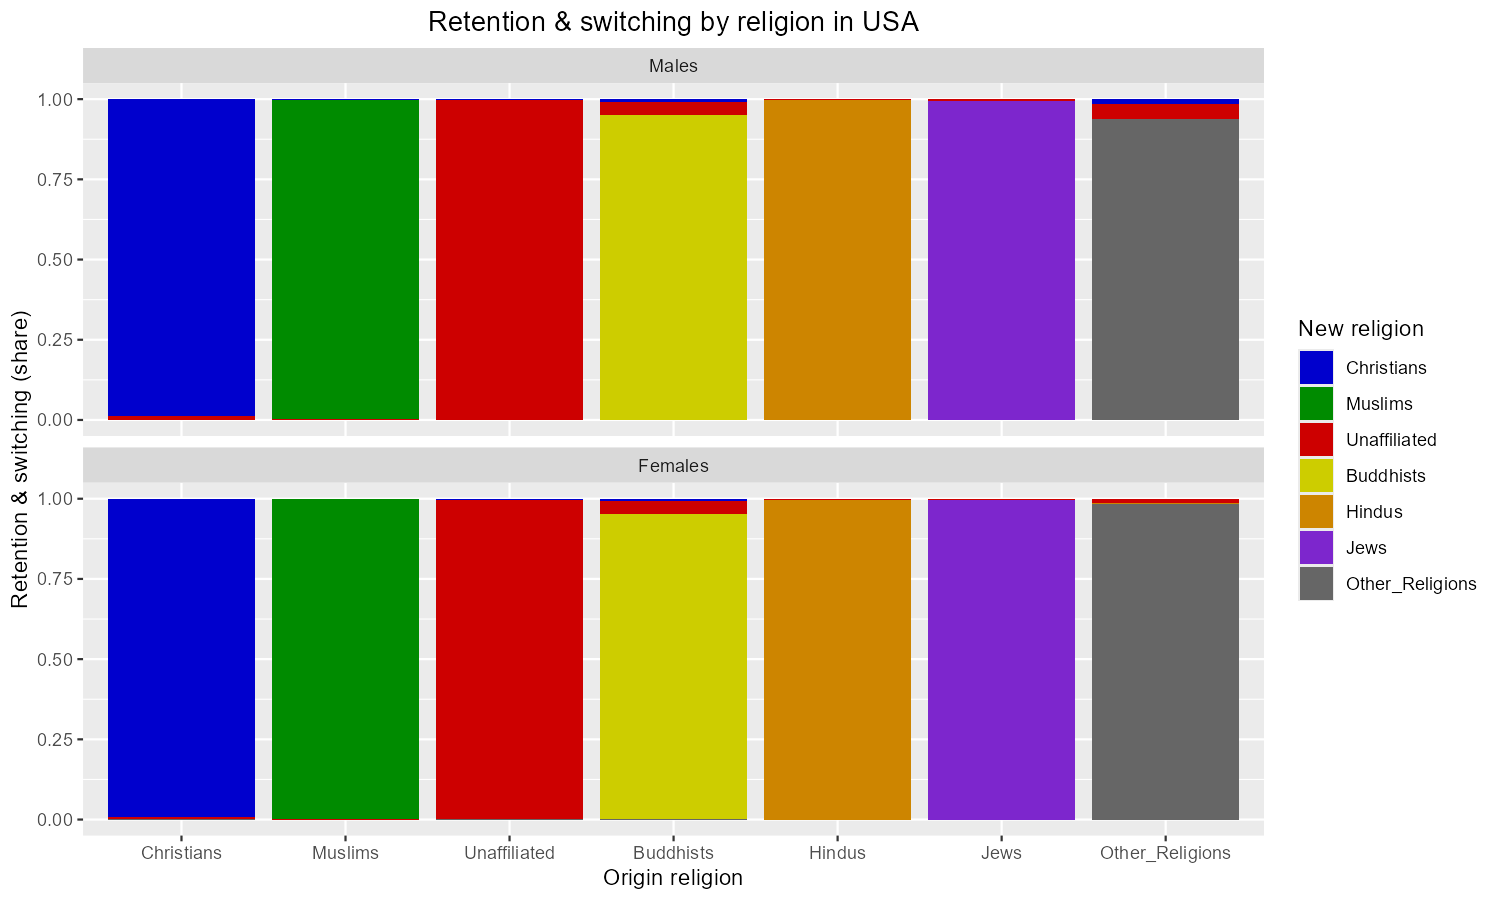 Retention & switching by religion in USA
Males
1.00
0.75
0.50
0.25
0.00
Females
1.00
0.75
0.50
0.25
0.00
Retention & switching (share)
Christians
Muslims
Unaffiliated
Buddhists
Hindus
Jews
Other_Religions
Origin religion
New religion
Christians
Muslims
Unaffiliated
Buddhists
Hindus
Jews
Other_Religions